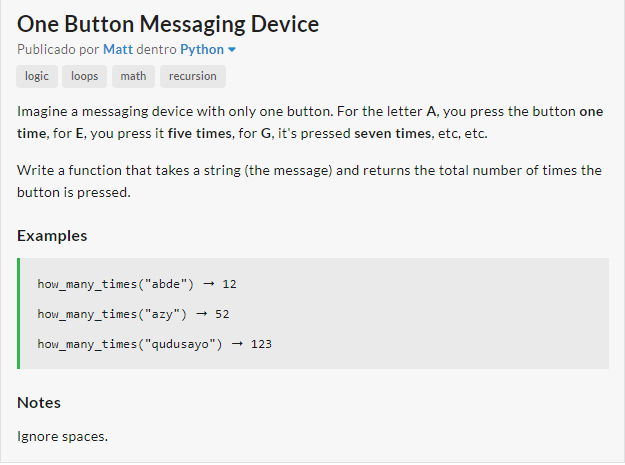 One Button Messaging Device
Publicado por Matt dentro Python
logic loops math recursion
Imagine a messaging device with only one button. For the letter A, you press the button one
time, for E, you press it five times, for G, it's pressed seven times, etc, etc.
Write a function that takes a string (the message) and returns the total number of times the
button is pressed.
Examples
how_many_times("abde") → 12
how_many_times("azy") → 52
how_many_times("qudusayo") → 123
Notes
Ignore spaces.